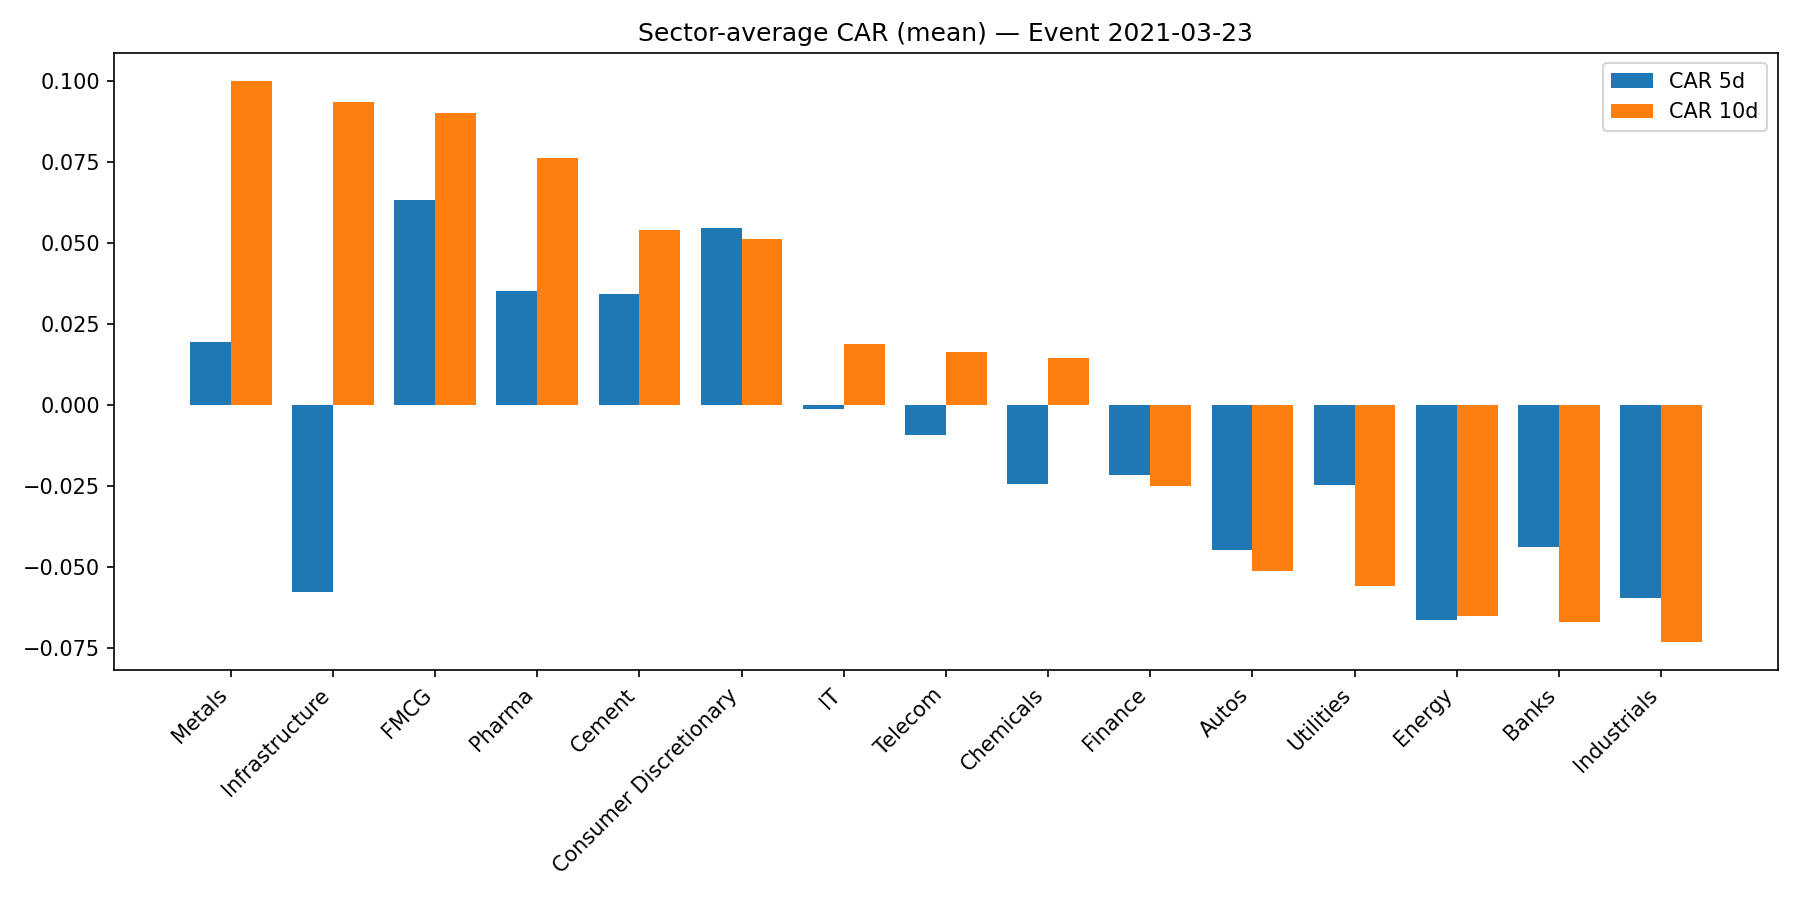 Sector-average CAR (mean) — Event 2021-03-23
CAR 5d
CAR 10d
0.100
0.075
0.050
0.025
0.000
−0.025
−0.050
−0.075
Metals
Infrastructure
FMCG
Pharma
Cement
Consumer Discretionary
IT
Telecom
Chemicals
Finance
Autos
Utilities
Energy
Banks
Industrials